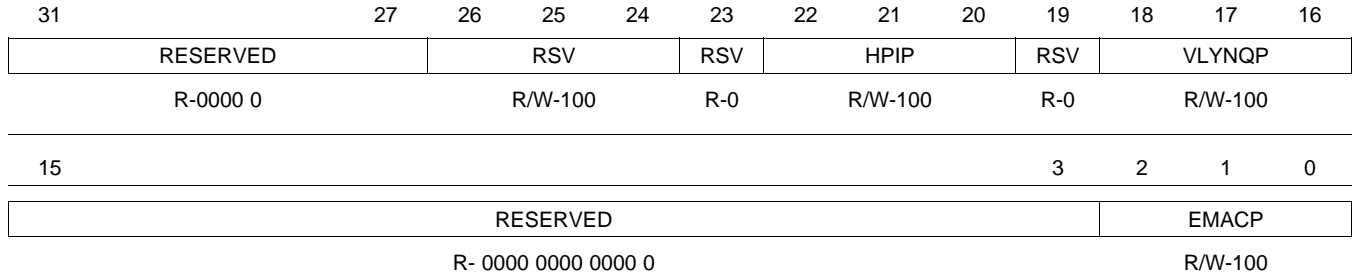 31 27 26 25 24 23 22 21 20 19 18 17 16
RESERVED RSV RSV HPIP RSV VLYNQP
R-0000 0 R/W-100 R-0 R/W-100 R-0 R/W-100
15 3 2 1 0
RESERVED EMACP
R- 0000 0000 0000 0 R/W-100